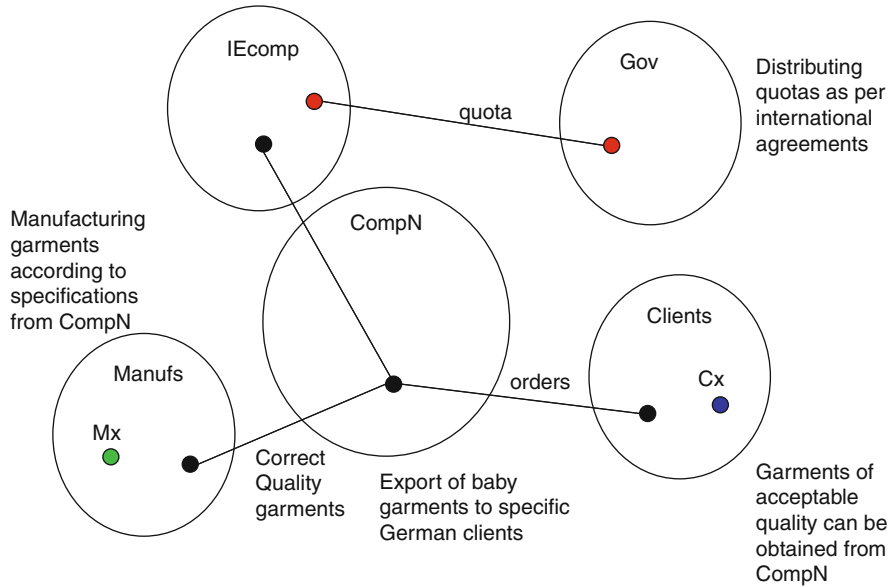 IEcomp
Gov
quota
Distributing
quotas as per
international
agreements
Manufacturing
garments
according to
specifications
from CompN
CompN
Clients
Cx
orders
Manufs
Mx
Correct
Quality
garments
Export of baby
garments to specific
German clients
Garments of
acceptable
quality can be
obtained from
CompN